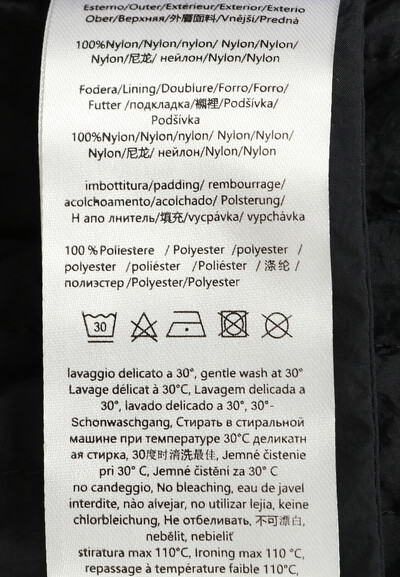 Esterno/Outer/Extérieur/Exterior/Exterio
Ober/Верхняя/外層面料/Vnější/Predná
100%Nylon/Nylon/nylon/ Nylon/Nylon/
Nylon/尼龙/ нейлон/Nylon/Nylon
Fodera/Lining/Doublure/Forro/Forro/
Futter /подкладка/襯裡/Podšívka/
Podšívka
100%Nylon/Nylon/nylon/ Nylon/Nylon/
Nylon/尼龙/ нейлон/Nylon/Nylon
imbottitura/padding/ rembourrage/
acolchoamento/acolchado/ Polsterung/
Н апо лнитель/填充/vycpávka/ vypchávka
100 % Poliestere / Polyester /polyester /
polyester /poliéster /Poliéster / 涤纶 /
полиэстер /Polyester/Polyester
30
lavaggio delicato a 30°, gentle wash at 30°
Lavage délicat à 30°C, Lavagem delicada a
30°, lavado delicado a 30°, 30°-
Schonwaschgang, Стирать в стиральной
машине при температуре 30°C деликатн
ая стирка, 30度时清洗最佳, Jemné čistenie
pri 30° C, Jemné čistění za 30° C
no candeggio, No bleaching, eau de javel
interdite, nào alvejar, no utilizar lejia, keine
chlorbleichung, Не отбеливать, 不可漂白,
nebělit, nebieliť
stiratura max 110°C, Ironing max 110 °C,
repassage à température faible 110°C,